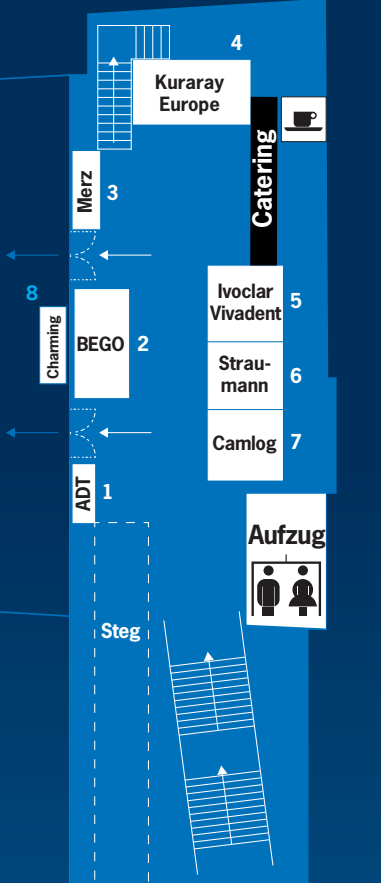 4
Kuraray
Europe
Catering
Merz
3
8
Charming
BEGO
2
Ivoclar
Vivadent
5
Strau-
mann
6
Camlog
7
ADT
1
Aufzug
Steg